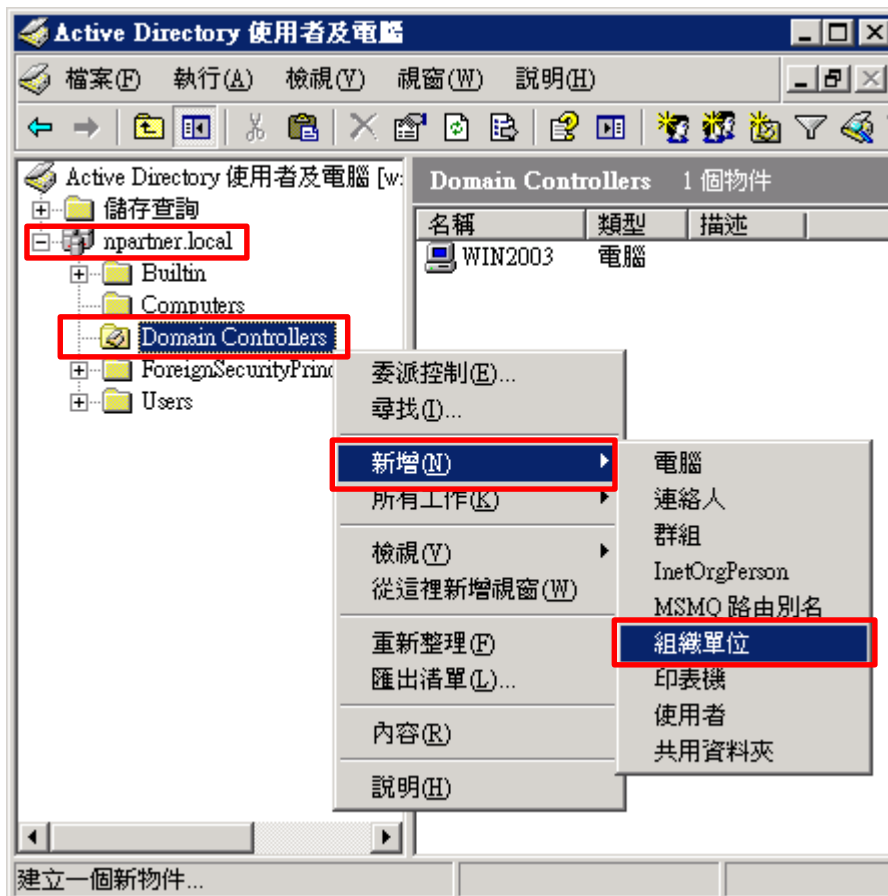 Active Directory 使用者及電腦
檔案(F) 執行(A) 檢視(V) 視窗(W) 說明(H)
Active Directory 使用者及電腦 [w:
儲存查詢
npartner.local
Builtin
Computers
Domain Controllers
ForeignSecurityPrinc
Users
Domain Controllers 1 個物件
名稱 類型 描述
WIN2003 電腦
委派控制(E)...
尋找(I)...
新增(N)
所有工作(K)
檢視(V)
從這裡新增視窗(W)
重新整理(F)
匯出清單(L)...
內容(R)
說明(H)
電腦
連絡人
群組
InetOrgPerson
MSMQ 路由別名
組織單位
印表機
使用者
共用資料夾
建立一個新物件...